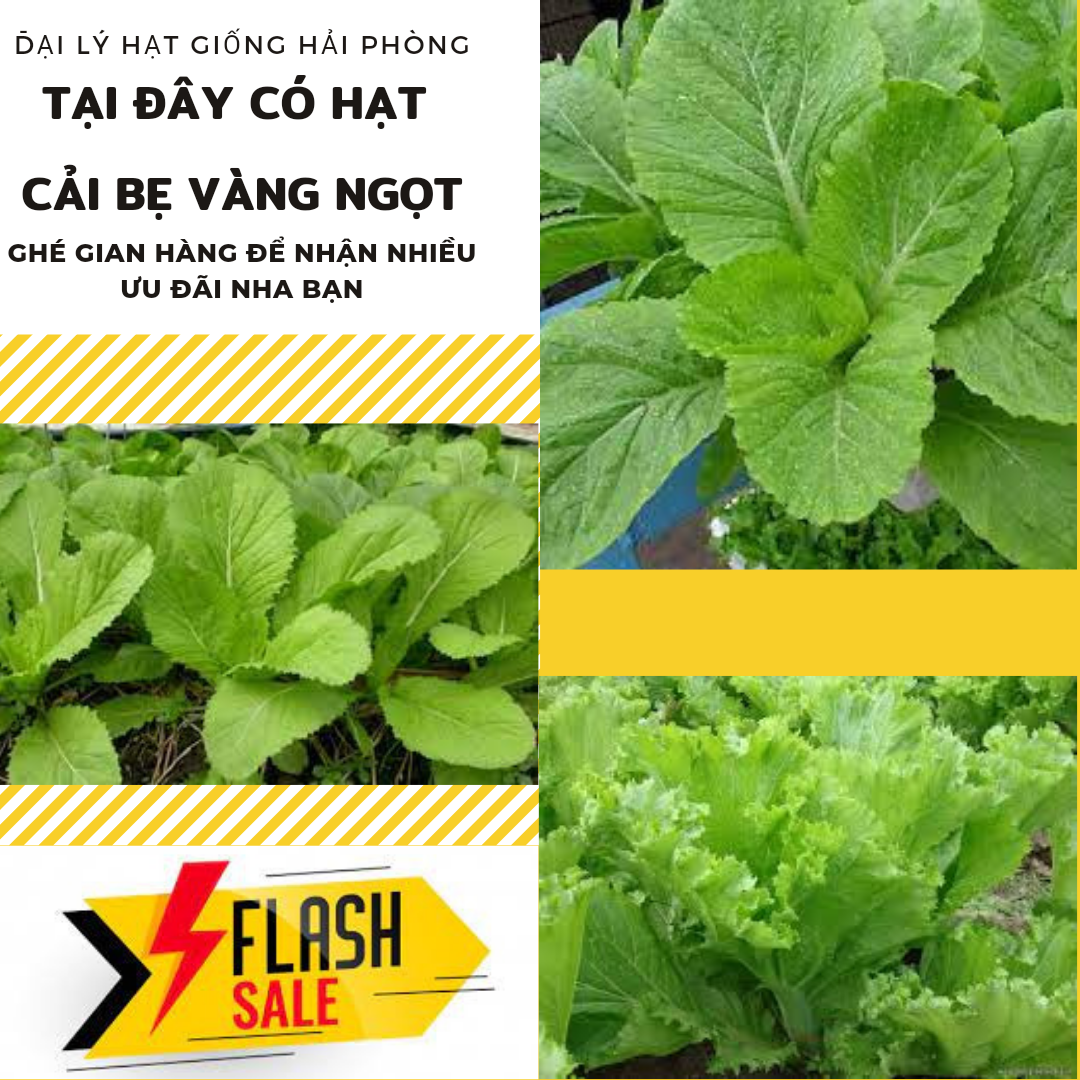 ĐẠI LÝ HẠT GIỐNG HẢI PHÒNG
TẠI ĐÂY CÓ HẠT
CẢI BẸ VÀNG NGỌT
GHÉ GIAN HÀNG ĐỂ NHẬN NHIỀU
ƯU ĐÃI NHA BẠN
FLASH
SALE